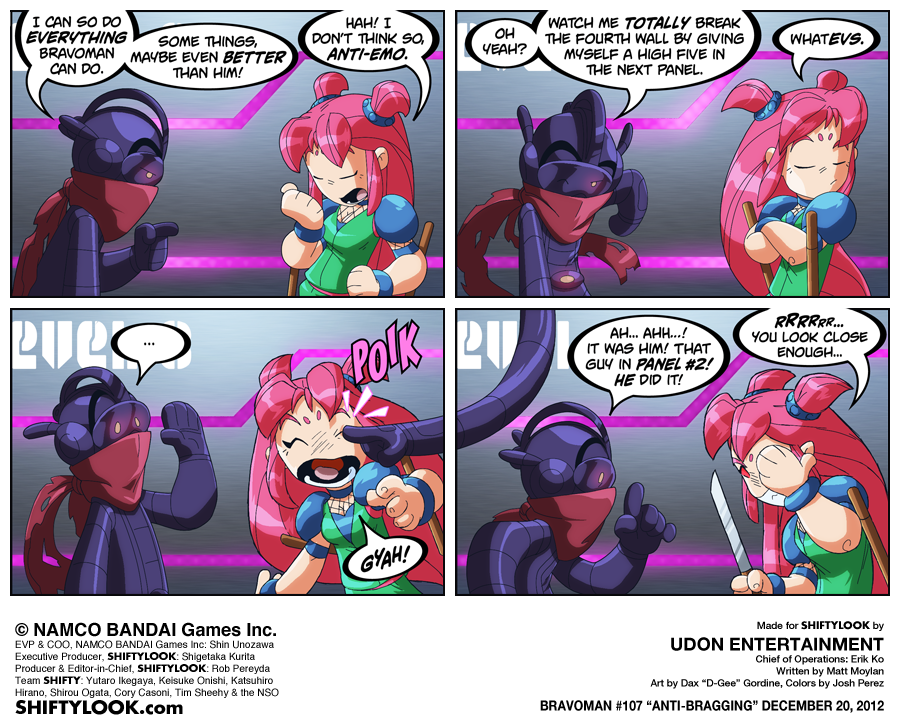 I CAN SO DO
EVERYTHING
BRAVOMAN
CAN DO.
SOME THINGS,
MAYBE EVEN BETTER
THAN HIM!
HAH! I
DON'T THINK SO,
ANTI-EMO.
OH
YEAH?
WATCH ME TOTALLY BREAK
THE FOURTH WALL BY GIVING
MYSELF A HIGH FIVE IN
THE NEXT PANEL.
WHATEVS.
...
POIK
GYAH!
AH... AHH...!
IT WAS HIM! THAT
GUY IN PANEL #2!
HE DID IT!
RRRRRR...
YOU LOOK CLOSE
ENOUGH...
© NAMCO BANDAI Games Inc.
EVP & COO, NAMCO BANDAI Games Inc: Shin Unozawa
Executive Producer, SHIFTYLOOK: Shigetaka Kurita
Producer & Editor-in-Chief, SHIFTYLOOK: Rob Pereyda
Team SHIFTY: Yutaro Ikegaya, Keisuke Onishi, Katsuhiro
Hirano, Shirou Ogata, Cory Casoni, Tim Sheehy & the NSO
SHIFTYLOOK.com
Made for SHIFTYLOOK by
UDON ENTERTAINMENT
Chief of Operations: Erik Ko
Written by Matt Moylan
Art by Dax "D-Gee" Gordine, Colors by Josh Perez
BRAVOMAN #107 "ANTI-BRAGGING" DECEMBER 20, 2012